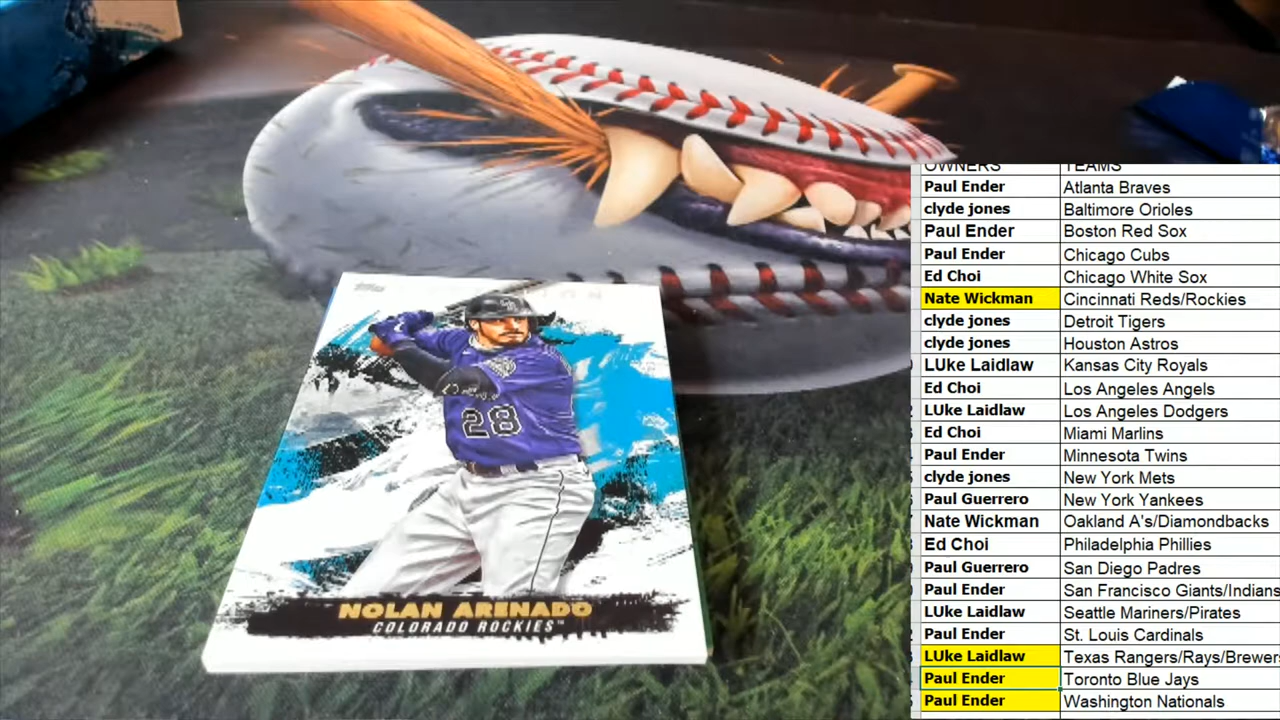 OWNERS TEAMS
Paul Ender Atlanta Braves
clyde jones Baltimore Orioles
Paul Ender Boston Red Sox
Paul Ender Chicago Cubs
Ed Choi Chicago White Sox
Nate Wickman Cincinnati Reds/Rockies
clyde jones Detroit Tigers
clyde jones Houston Astros
LUke Laidlaw Kansas City Royals
Ed Choi Los Angeles Angels
LUke Laidlaw Los Angeles Dodgers
Ed Choi Miami Marlins
Paul Ender Minnesota Twins
clyde jones New York Mets
Paul Guerrero New York Yankees
Nate Wickman Oakland A's/Diamondbacks
Ed Choi Philadelphia Phillies
Paul Guerrero San Diego Padres
Paul Ender San Francisco Giants/Indians
LUke Laidlaw Seattle Mariners/Pirates
Paul Ender St. Louis Cardinals
LUke Laidlaw Texas Rangers/Rays/Brewers
Paul Ender Toronto Blue Jays
Paul Ender Washington Nationals
topps
28
NOLAN ARENADO
COLORADO ROCKIES™